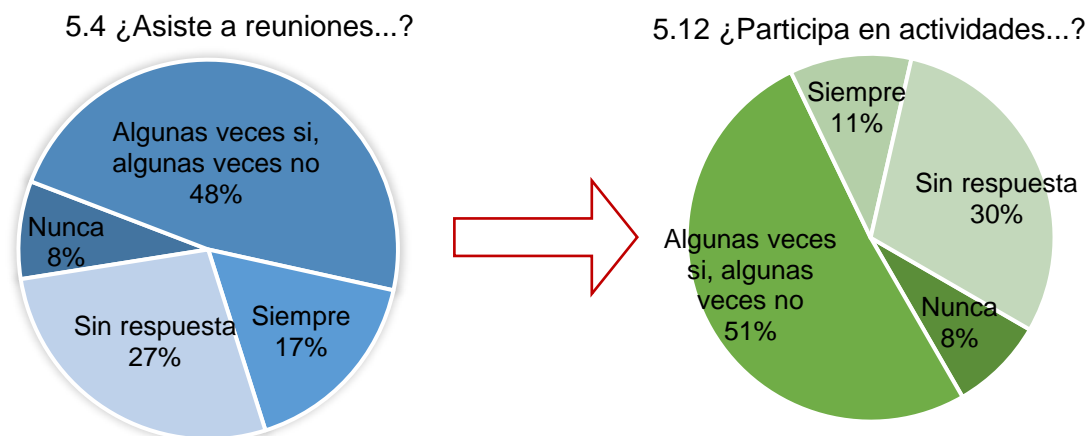 5.4 ¿Asiste a reuniones...?
Algunas veces si,
algunas veces no
48%
Nunca
8%
Sin respuesta
27%
Siempre
17%
5.12 ¿Participa en actividades...?
Siempre
11%
Sin respuesta
30%
Algunas veces
si, algunas
veces no
51%
Nunca
8%